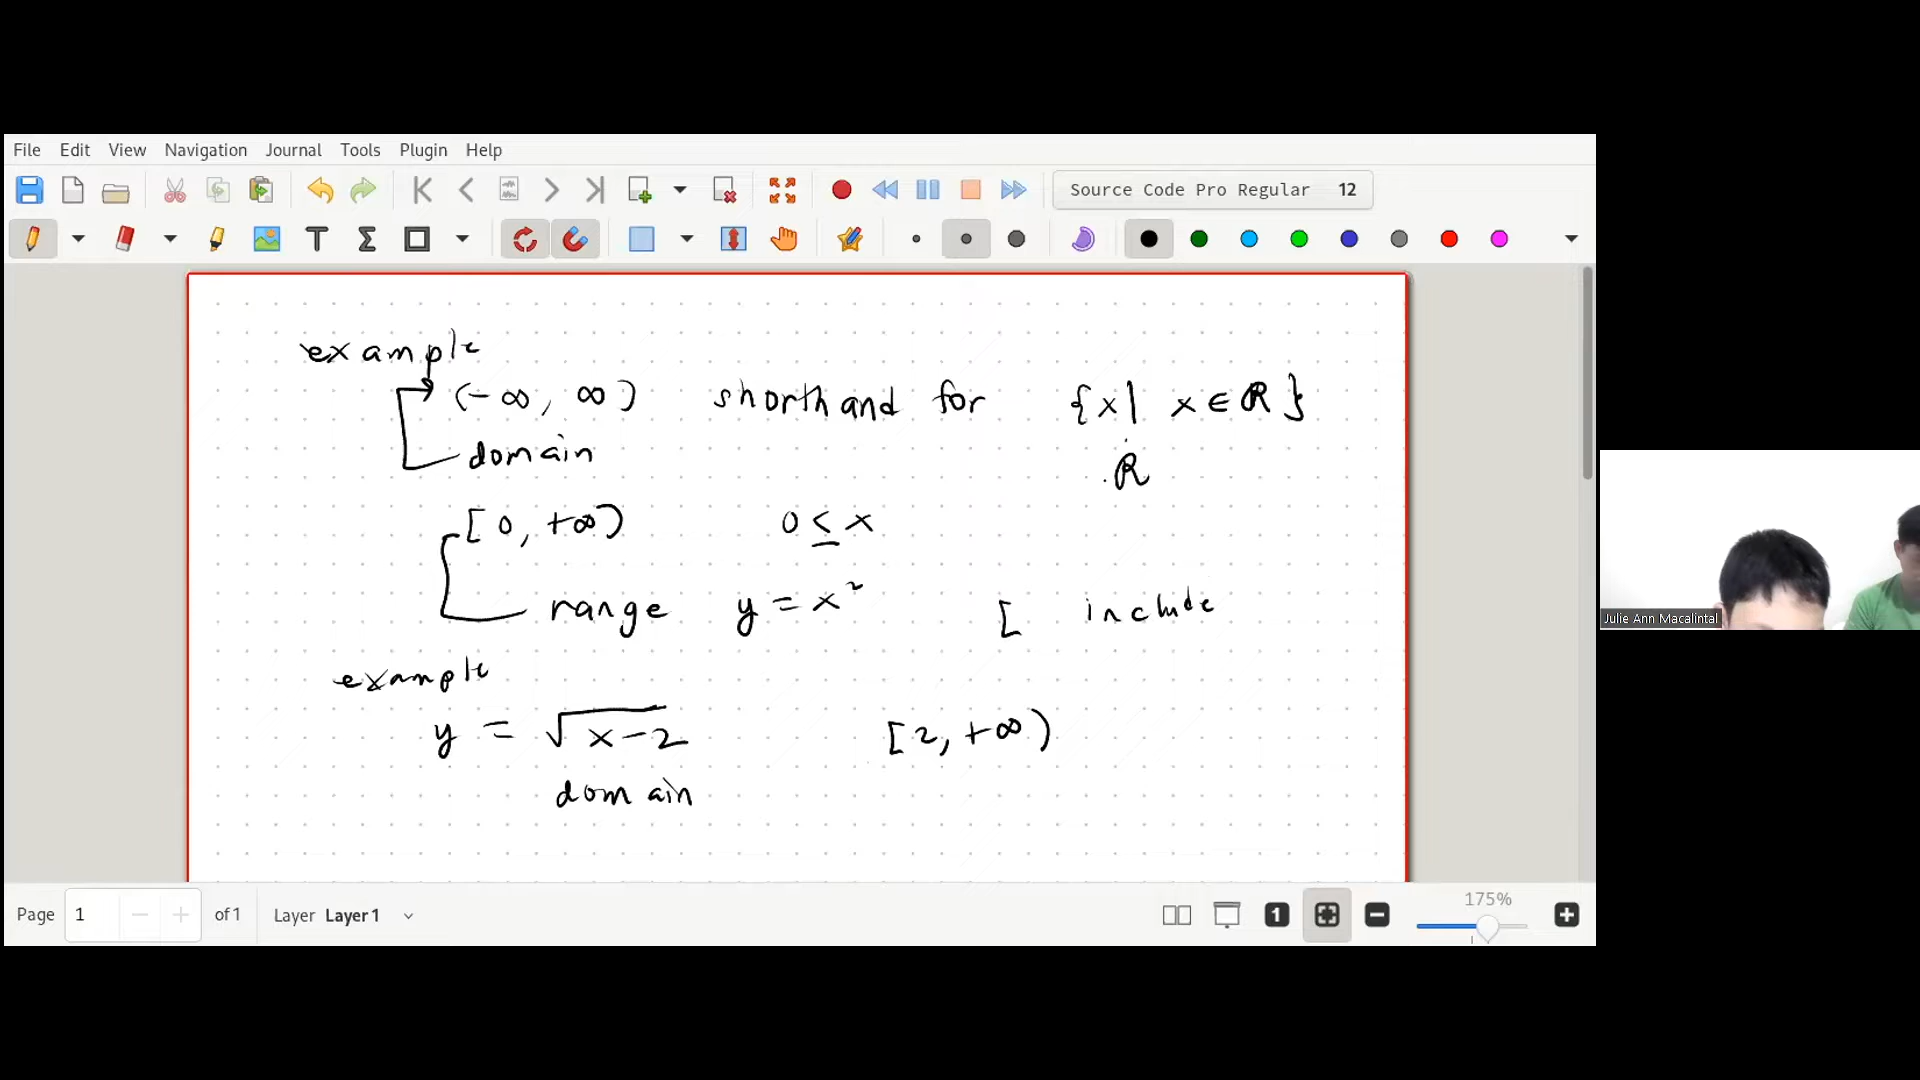 File Edit View Navigation Journal Tools Plugin Help
Source Code Pro Regular 12
example
(-∞, ∞) shorthand for {x| x ∈ ℝ}
domain
ℝ
[0, +∞) 0 ≤ x
range y = x² [ include
example
y = √x-2 [2, +∞)
domain
Julie Ann Macalintal
Page 1 of 1 Layer Layer 1 1 175%